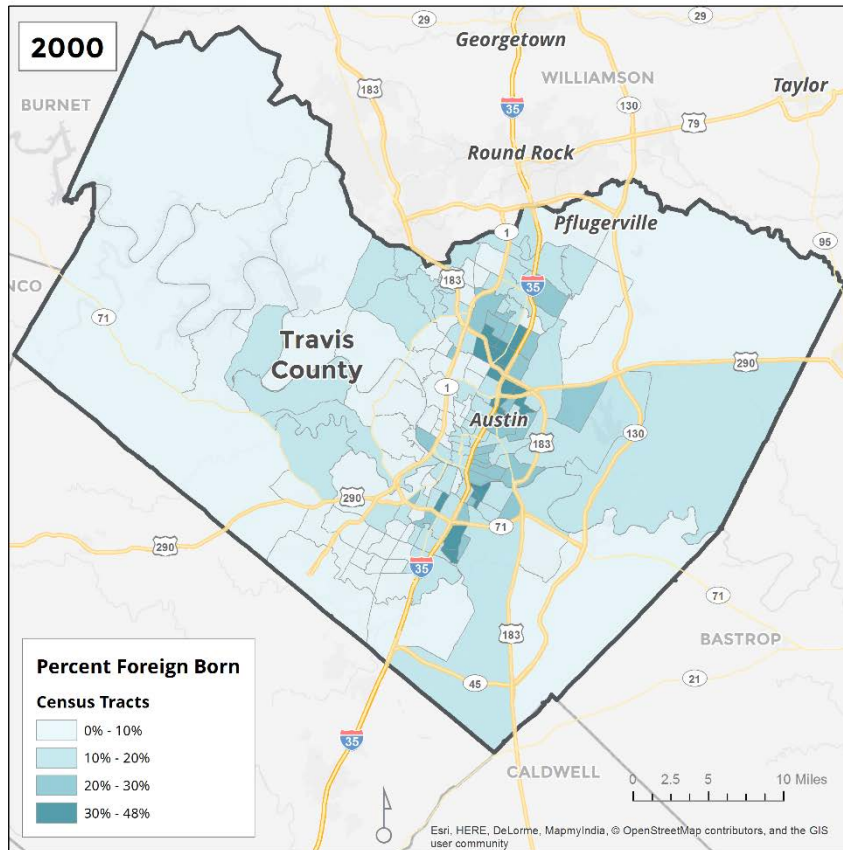 2000
29
29
Georgetown
WILLIAMSON
Taylor
BURNET
183
130
35
79
Round Rock
Pflugerville
1
95
183
35
NCO
71
Travis
County
290
1
Austin
130
183
290
71
290
35
71
183
BASTROP
45
21
35
CALDWELL
Percent Foreign Born
Census Tracts
0% - 10%
10% - 20%
20% - 30%
30% - 48%
0 2.5 5 10 Miles
Esri, HERE, DeLorme, MapmyIndia, © OpenStreetMap contributors, and the GIS
user community